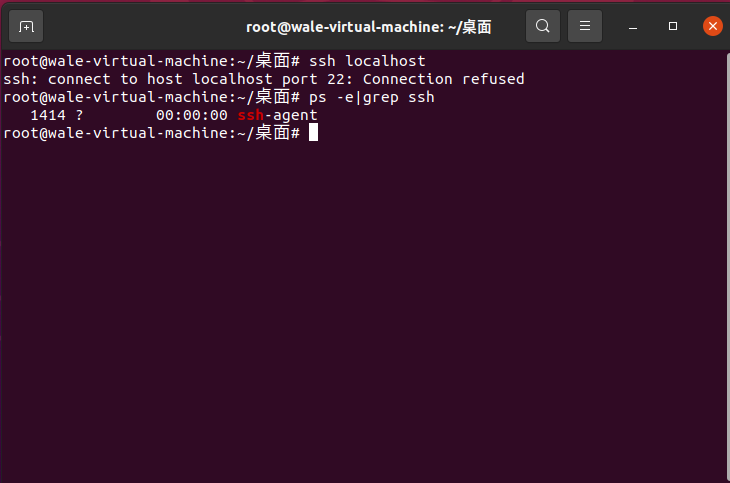 root@wale-virtual-machine: ~/桌面
root@wale-virtual-machine:~/桌面# ssh localhost
ssh: connect to host localhost port 22: Connection refused
root@wale-virtual-machine:~/桌面# ps -e|grep ssh
   1414 ?        00:00:00 ssh-agent
root@wale-virtual-machine:~/桌面#